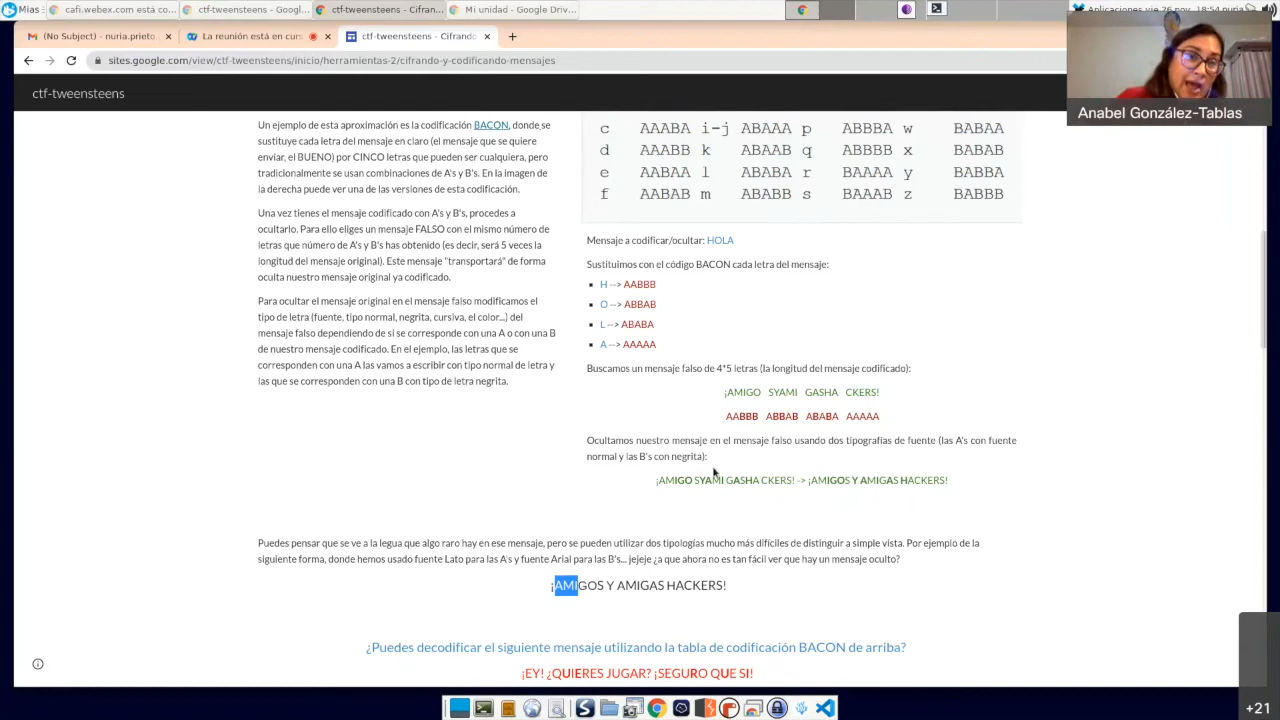 Mias
cafi.webex.com está co...
ctf-tweensteens - Googl...
ctf-tweensteens - Cifran...
Mi unidad - Google Driv...
Aplicaciones vie 26 nov, 18:54 nuria
(No Subject) - nuria.prieto
La reunión está en curs
ctf-tweensteens - Cifrando
sites.google.com/view/ctf-tweensteens/inicio/herramientas-2/cifrando-y-codificando-mensajes
Anabel González-Tablas
ctf-tweensteens
Un ejemplo de esta aproximación es la codificación BACON, donde se
sustituye cada letra del mensaje en claro (el mensaje que se quiere
enviar, el BUENO) por CINCO letras que pueden ser cualquiera, pero
tradicionalmente se usan combinaciones de A's y B's. En la imagen de
la derecha puede ver una de las versiones de esta codificación.
Una vez tienes el mensaje codificado con A's y B's, procedes a
ocultarlo. Para ello eliges un mensaje FALSO con el mismo número de
letras que número de A's y B's has obtenido (es decir, será 5 veces la
longitud del mensaje original). Este mensaje "transportará" de forma
oculta nuestro mensaje original ya codificado.
Para ocultar el mensaje original en el mensaje falso modificamos el
tipo de letra (fuente, tipo normal, negrita, cursiva, el color...) del
mensaje falso dependiendo de si se corresponde con una A o con una B
de nuestro mensaje codificado. En el ejemplo, las letras que se
corresponden con una A las vamos a escribir con tipo normal de letra y
las que se corresponden con una B con tipo de letra negrita.
c AAABA i-j ABAAA p ABBBA w BABAA
d AAABB k ABAAB q ABBBB x BABAB
e AABAA l ABABA r BAAAA y BABBA
f AABAB m ABABB s BAAAB z BABBB
Mensaje a codificar/ocultar: HOLA
Sustituimos con el código BACON cada letra del mensaje:
H --> AABBB
O --> ABBAB
L --> ABABA
A --> AAAAA
Buscamos un mensaje falso de 4*5 letras (la longitud del mensaje codificado):
¡AMIGO SYAMI GASHA CKERS!
AABBB ABBAB ABABA AAAAA
Ocultamos nuestro mensaje en el mensaje falso usando dos tipografías de fuente (las A's con fuente
normal y las B's con negrita):
¡AMIGO SYAMI GASHA CKERS! -> ¡AMIGOS Y AMIGAS HACKERS!
Puedes pensar que se ve a la legua que algo raro hay en ese mensaje, pero se pueden utilizar dos tipologías mucho más difíciles de distinguir a simple vista. Por ejemplo de la
siguiente forma, donde hemos usado fuente Lato para las A's y fuente Arial para las B's... jejeje ¿a que ahora no es tan fácil ver que hay un mensaje oculto?
¡AMIGOS Y AMIGAS HACKERS!
¿Puedes decodificar el siguiente mensaje utilizando la tabla de codificación BACON de arriba?
¡EY! ¿QUIERES JUGAR? ¡SEGURO QUE SI!
+21